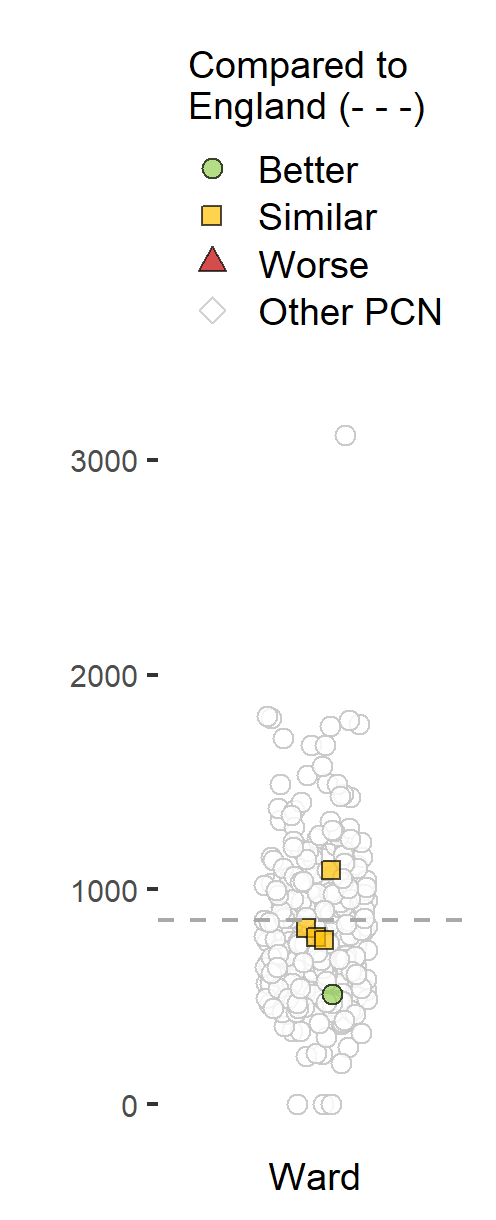 Compared to
England (- - -)
Better
Similar
Worse
Other PCN
3000
2000
1000
0
Ward